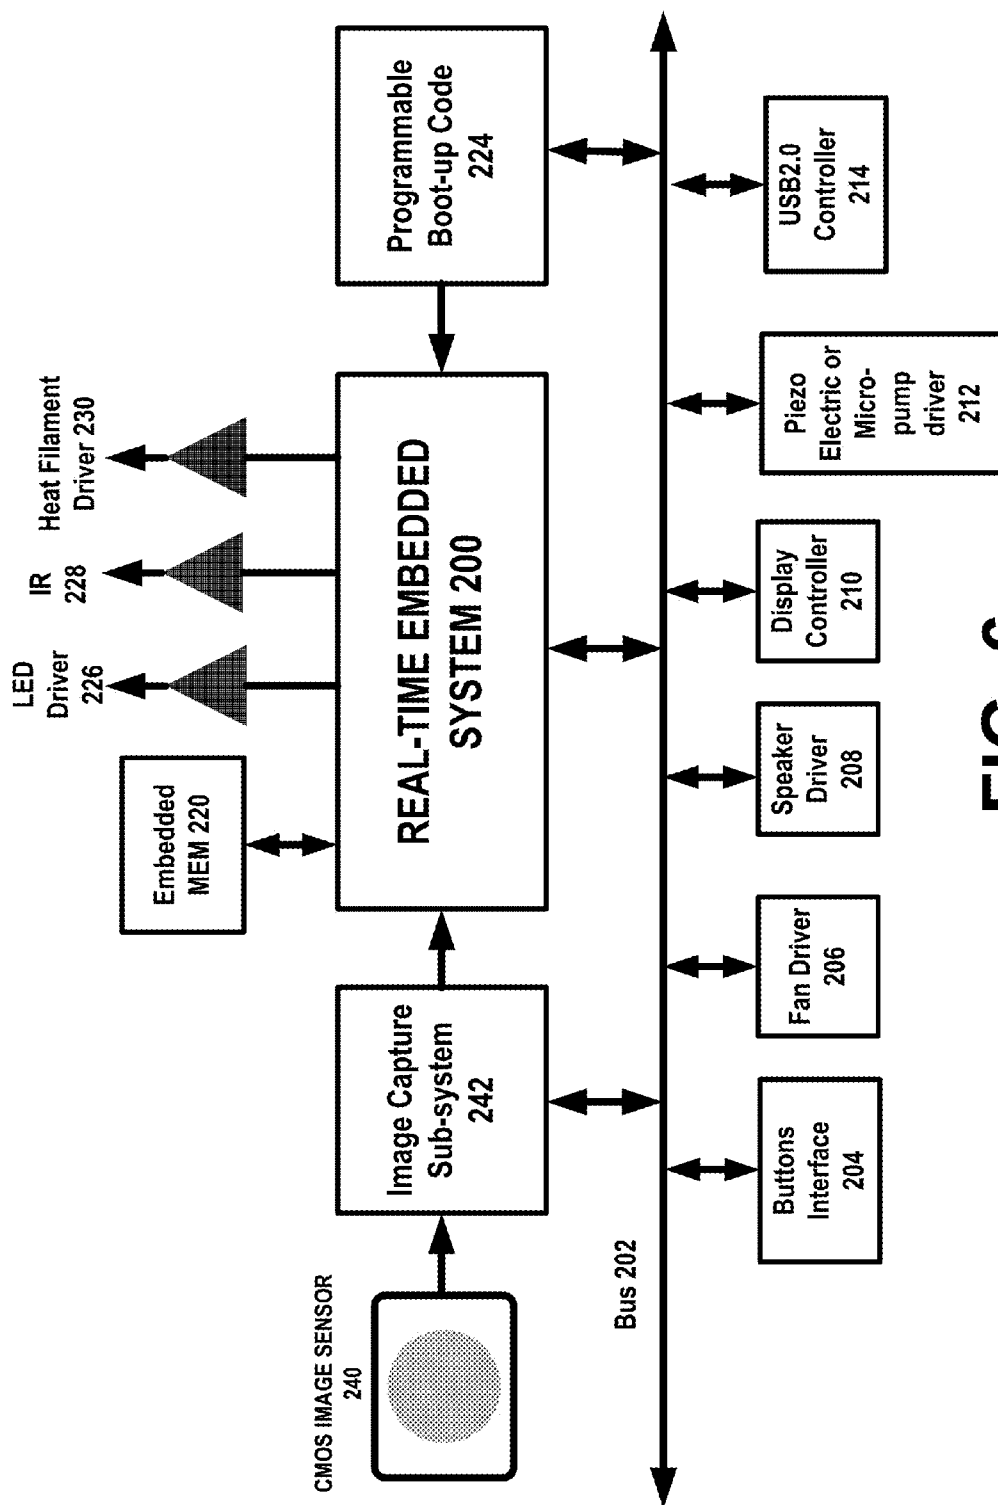 LED
Driver
226
IR
228
Heat Filament
Driver 230
Embedded
MEM 220
CMOS IMAGE SENSOR
240
Image Capture
Sub-system
242
REAL-TIME EMBEDDED
SYSTEM 200
Programmable
Boot-up Code
224
Bus 202
Buttons
Interface
204
Fan Driver
206
Speaker
Driver
208
Display
Controller
210
Piezo
Electric or
Micro-
pump
driver
212
USB2.0
Controller
214
FIG.